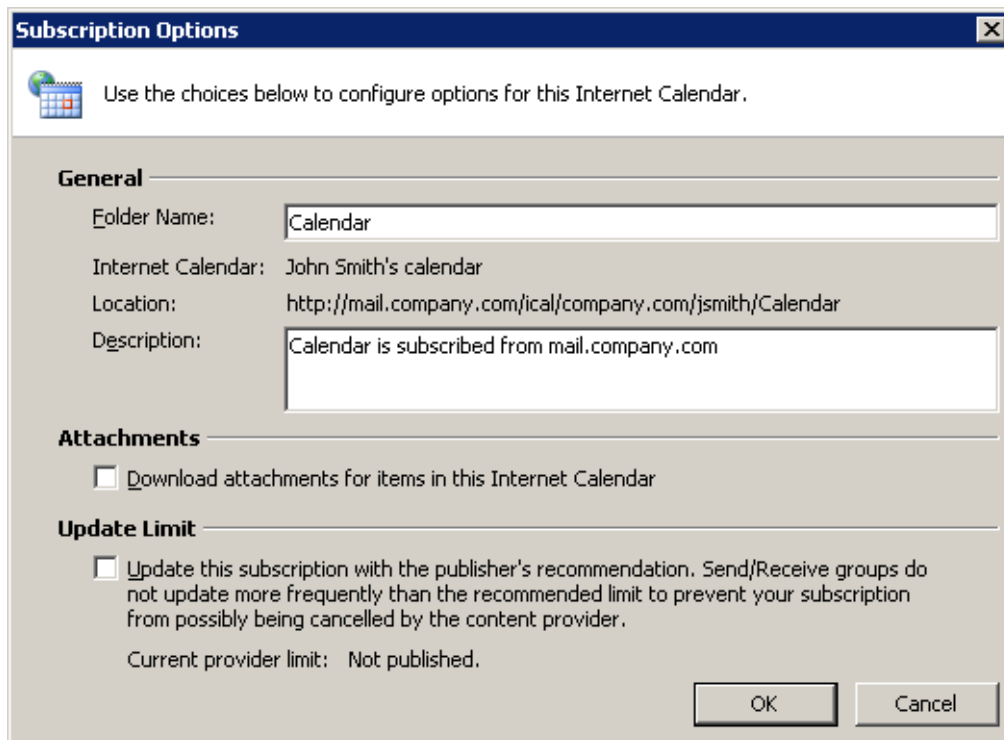 Subscription Options
Use the choices below to configure options for this Internet Calendar.
General
Folder Name: Calendar
Internet Calendar: John Smith's calendar
Location: http://mail.company.com/ical/company.com/jsmith/Calendar
Description: Calendar is subscribed from mail.company.com
Attachments
Download attachments for items in this Internet Calendar
Update Limit
Update this subscription with the publisher's recommendation. Send/Receive groups do
not update more frequently than the recommended limit to prevent your subscription
from possibly being cancelled by the content provider.
Current provider limit: Not published.
OK Cancel